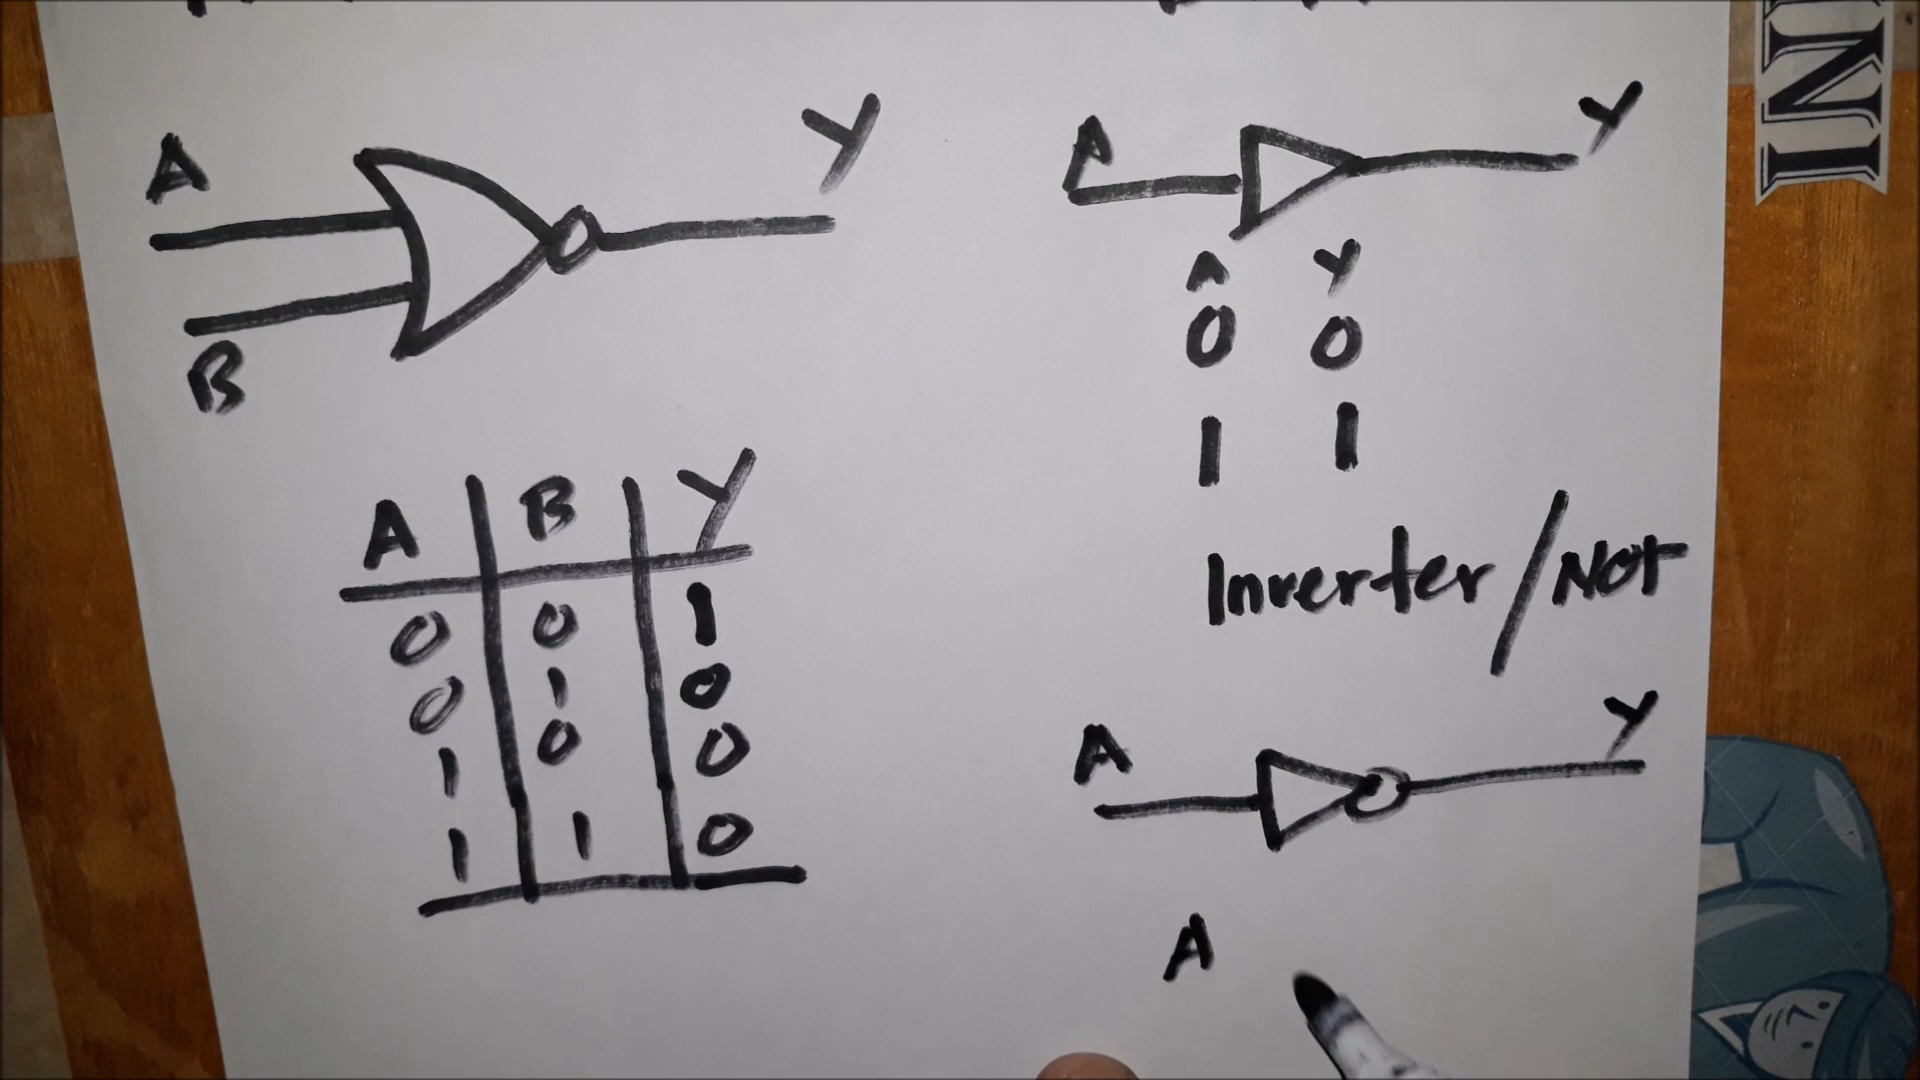 A
Y
B
A B Y
0 0 1
0 1 0
1 0 0
1 1 0
A Y
A Y
0 0
1 1
Inverter/NOT
A Y
A